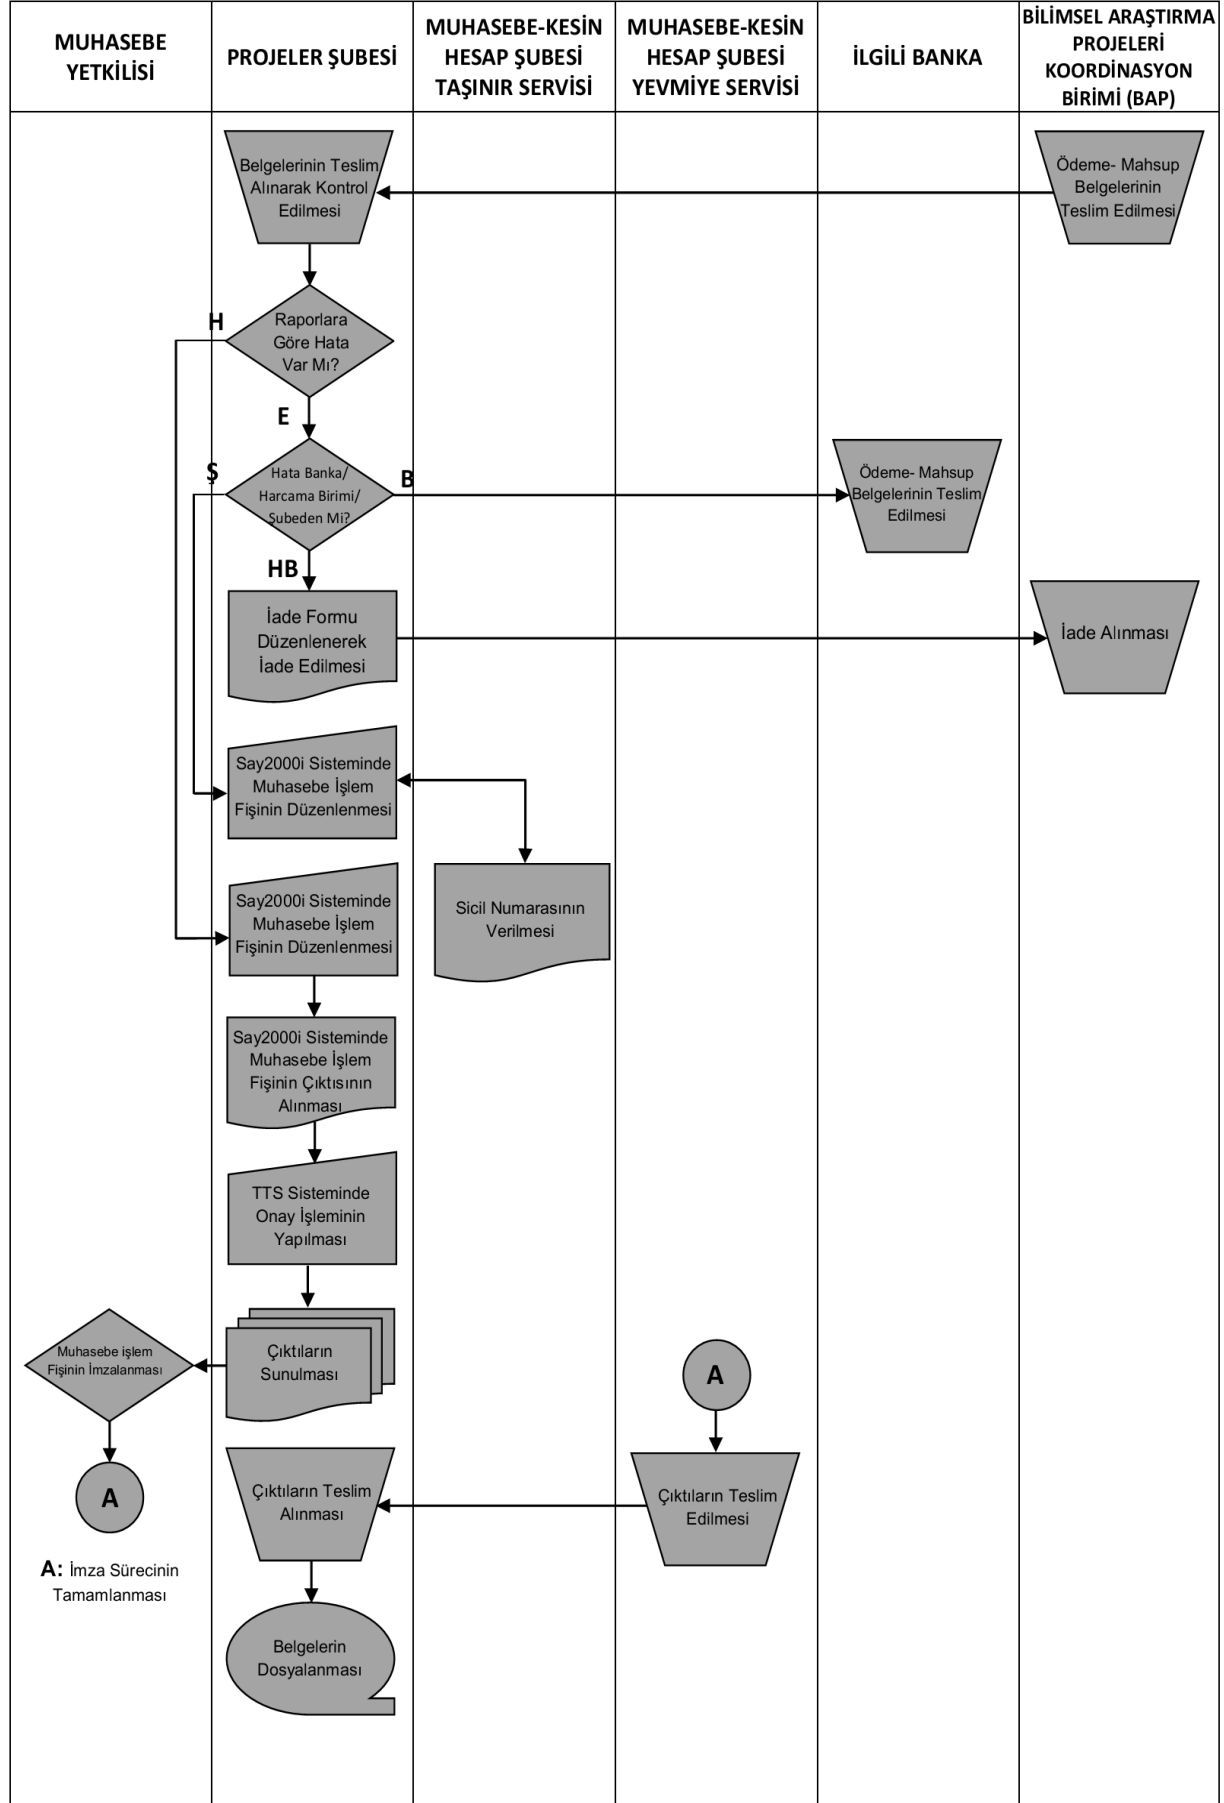 MUHASEBE
YETKİLİSİ
PROJELER ŞUBESİ
MUHASEBE-KESİN
HESAP ŞUBESİ
TAŞINIR SERVİSİ
MUHASEBE-KESİN
HESAP ŞUBESİ
YEVMİYE SERVİSİ
İLGİLİ BANKA
BİLİMSEL ARAŞTIRMA
PROJELERİ
KOORDİNASYON
BİRİMİ (BAP)
Belgelerinin Teslim
Alınarak Kontrol
Edilmesi
Ödeme- Mahsup
Belgelerinin
Teslim Edilmesi
H
Raporlara
Göre Hata
Var Mı?
E
Ş
Hata Banka/
Harcama Birimi/
Şubeden Mi?
B
Ödeme- Mahsup
Belgelerinin Teslim
Edilmesi
HB
İade Formu
Düzenlenerek
İade Edilmesi
İade Alınması
Say2000i Sisteminde
Muhasebe İşlem
Fişinin Düzenlenmesi
Say2000i Sisteminde
Muhasebe İşlem
Fişinin Düzenlenmesi
Sicil Numarasının
Verilmesi
Say2000i Sisteminde
Muhasebe İşlem
Fişinin Çıktısının
Alınması
TTS Sisteminde
Onay İşleminin
Yapılması
Muhasebe işlem
Fişinin İmzalanması
Çıktıların
Sunulması
A
A
Çıktıların Teslim
Alınması
Çıktıların Teslim
Edilmesi
A: İmza Sürecinin
Tamamlanması
Belgelerin
Dosyalanması